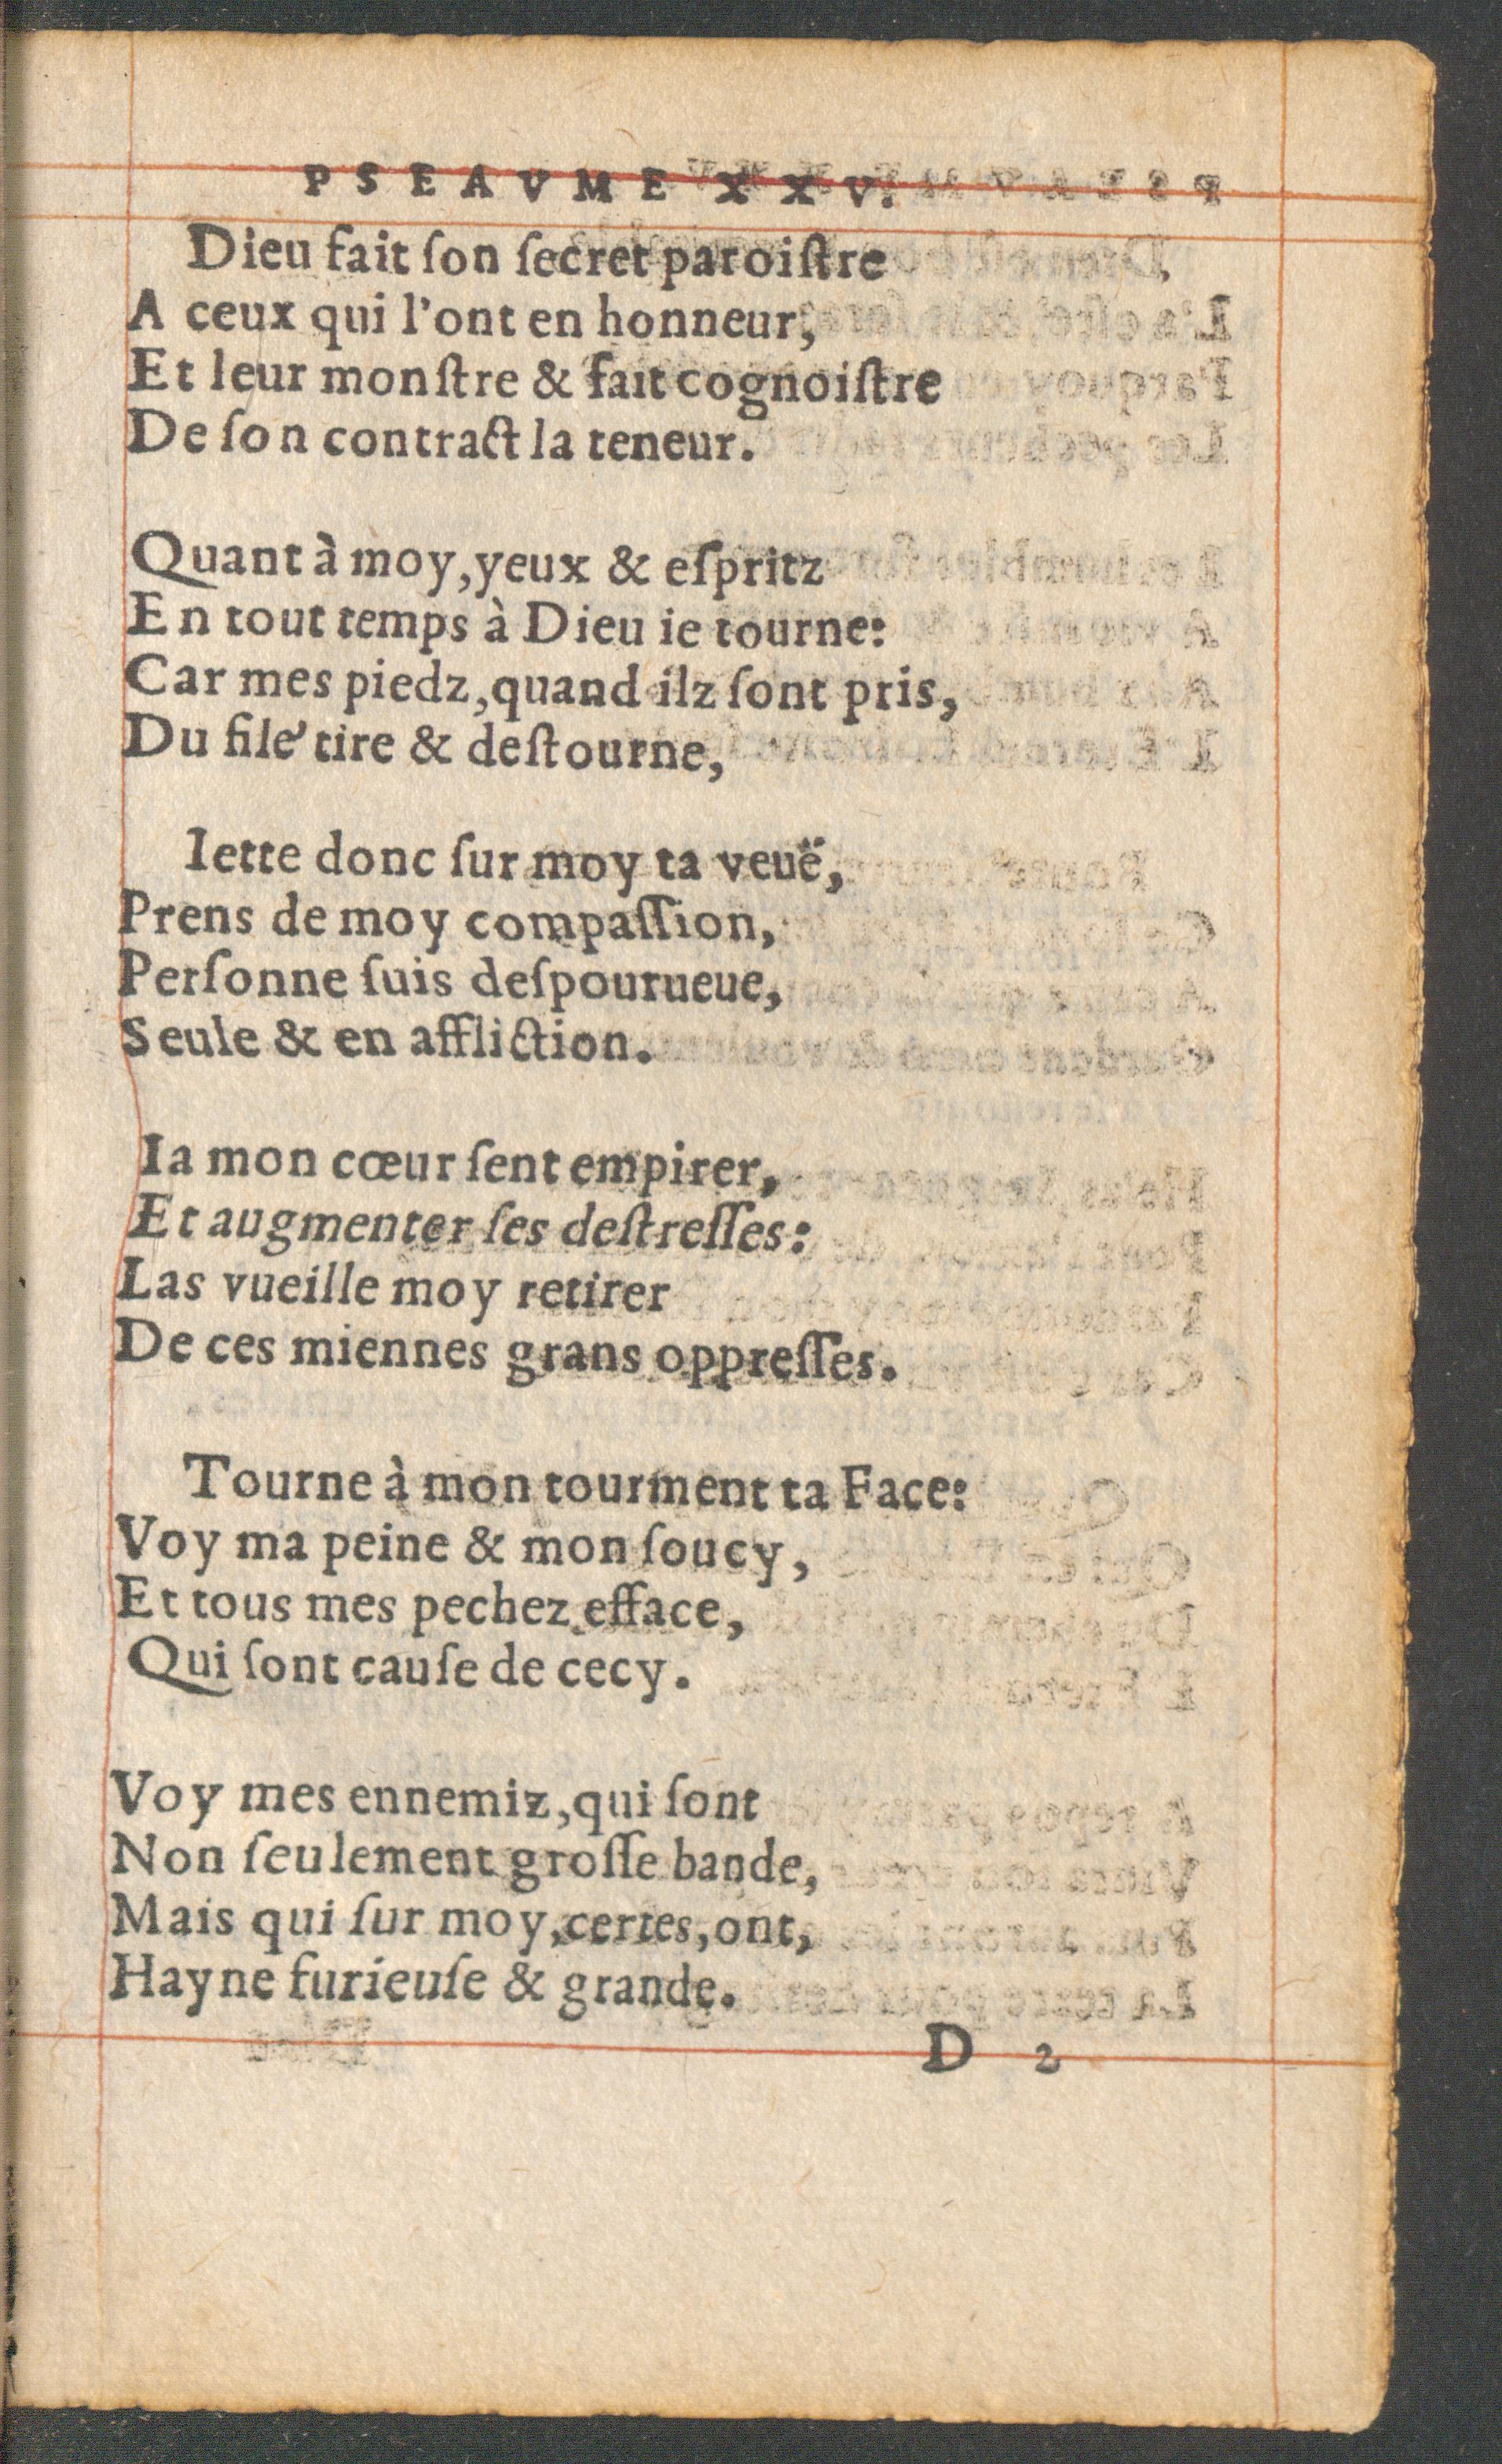 PSEAVME XXV.
Dieu fait ſon ſecret paroiſtre
A ceux qui l'ont en honneur,
Et leur monſtre & fait cognoiſtre
De ſon contract la teneur.
Quant à moy, yeux & eſpritz
En tout temps à Dieu ie tourne:
Car mes piedz, quand ilz ſont pris,
Du filé tire & deſtourne,
Iette donc ſur moy ta veuë,
Prens de moy compaſſion,
Perſonne ſuis deſpourueue,
Seule & en affliction.
Ia mon cœur ſent empirer,
Et augmenter ſes deſtreſſes:
Las vueille moy retirer
De ces miennes grans oppreſſes.
Tourne à mon tourment ta Face:
Voy ma peine & mon ſoucy,
Et tous mes pechez efface,
Qui ſont cauſe de cecy.
Voy mes ennemiz, qui ſont
Non ſeulement groſſe bande,
Mais qui ſur moy, certes, ont,
Hayne furieuſe & grande.
D 2